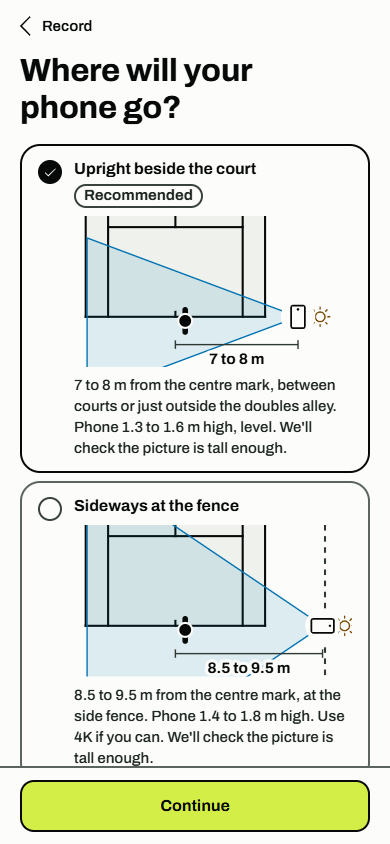 Record
Where will your
phone go?
Upright beside the court
Recommended
7 to 8 m
7 to 8 m from the centre mark, between
courts or just outside the doubles alley.
Phone 1.3 to 1.6 m high, level. We'll
check the picture is tall enough.
Sideways at the fence
8.5 to 9.5 m
8.5 to 9.5 m from the centre mark, at the
side fence. Phone 1.4 to 1.8 m high. Use
4K if you can. We'll check the picture is
tall enough.
Continue